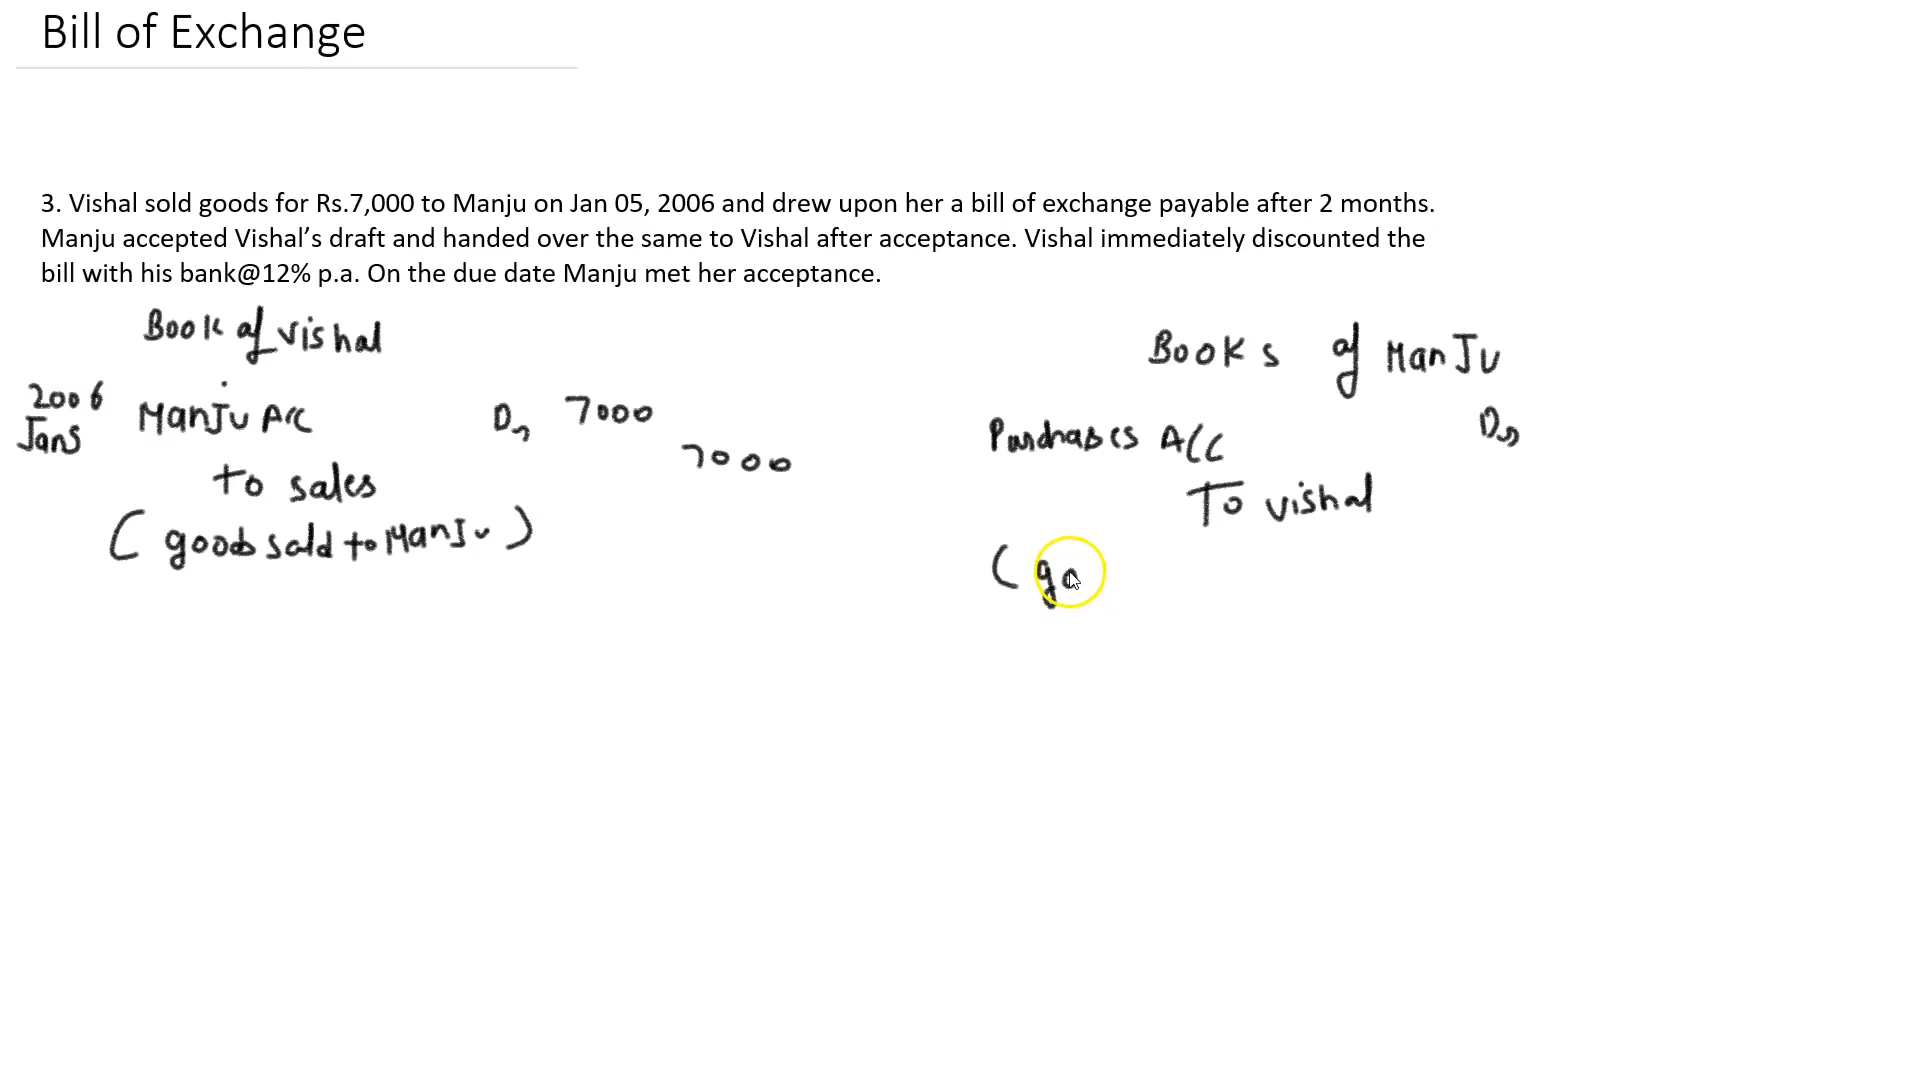 Bill of Exchange
3. Vishal sold goods for Rs.7,000 to Manju on Jan 05, 2006 and drew upon her a bill of exchange payable after 2 months.
Manju accepted Vishal’s draft and handed over the same to Vishal after acceptance. Vishal immediately discounted the
bill with his bank@12% p.a. On the due date Manju met her acceptance.
Book of Vishal
2006
Jan5 ManJu A/C Dr 7000
7000
to sales
(goods sold to ManJu)
Books of ManJu
Purchases A/C Dr
To vishal
(go